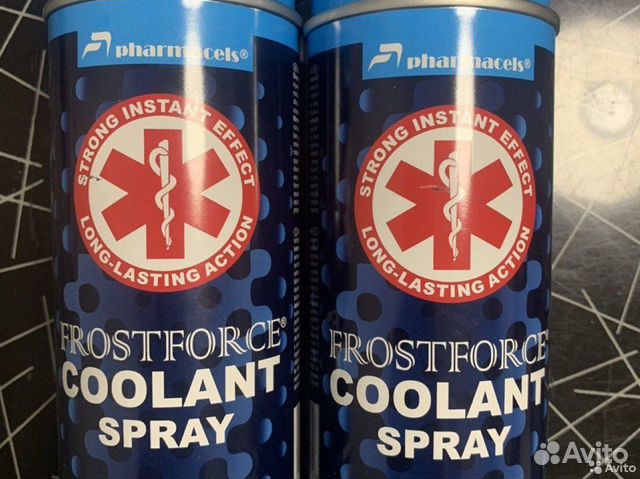 pharmacels®
STRONG INSTANT EFFECT
LONG-LASTING ACTION
FROSTFORCE®
COOLANT
SPRAY
pharmacels®
STRONG INSTANT EFFECT
LONG-LASTING ACTION
FROSTFORCE®
COOLANT
SPRAY
Avito
Avito